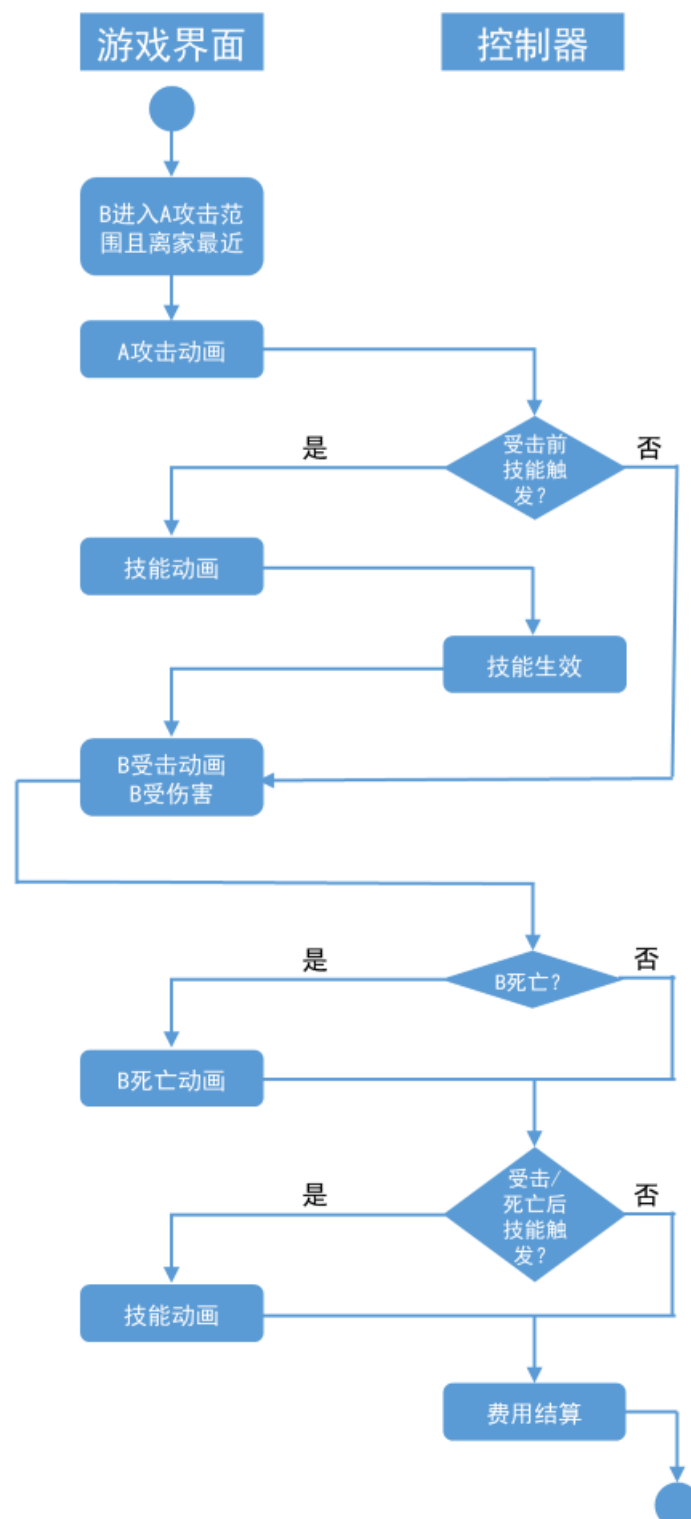 游戏界面
控制器
B进入A攻击范
围且离家最近
A攻击动画
受击前
技能触
发?
是
否
技能动画
技能生效
B受击动画
B受伤害
B死亡?
是
否
B死亡动画
受击/
死亡后
技能触
发?
是
否
技能动画
费用结算